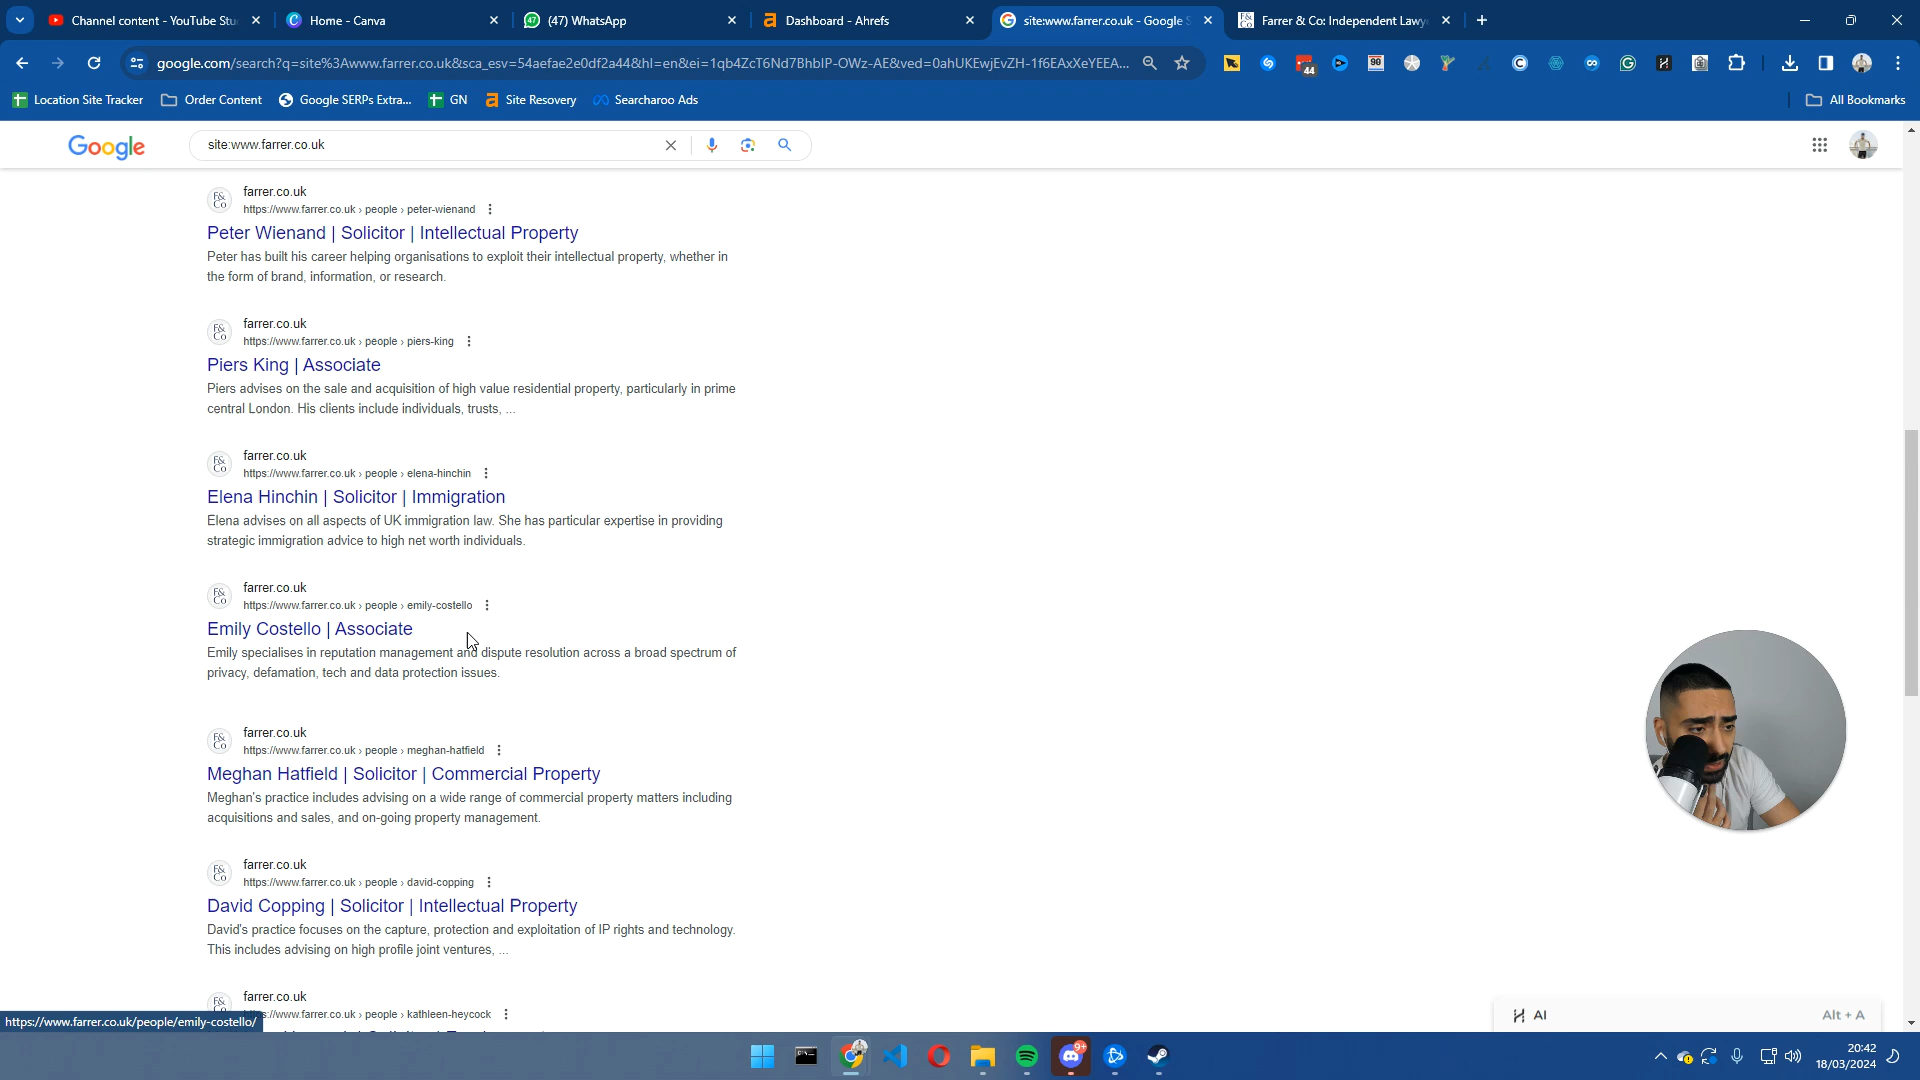 Channel content - YouTube Stu
Home - Canva
(47) WhatsApp
Dashboard - Ahrefs
site:www.farrer.co.uk - Google S
Farrer & Co: Independent Lawye
google.com/search?q=site%3Awww.farrer.co.uk&sca_esv=54aefae2e0df2a44&hl=en&ei=1qb4ZcT6Nd7BhbIP-OWz-AE&ved=0ahUKEwjEvZH-1f6EAxXeYEEA...
44
90
Location Site Tracker
Order Content
Google SERPs Extra...
GN
Site Recovery
Searcharoo Ads
All Bookmarks
Google
site:www.farrer.co.uk
farrer.co.uk
https://www.farrer.co.uk › people › peter-wienand
Peter Wienand | Solicitor | Intellectual Property
Peter has built his career helping organisations to exploit their intellectual property, whether in
the form of brand, information, or research.
farrer.co.uk
https://www.farrer.co.uk › people › piers-king
Piers King | Associate
Piers advises on the sale and acquisition of high value residential property, particularly in prime
central London. His clients include individuals, trusts, ...
farrer.co.uk
https://www.farrer.co.uk › people › elena-hinchin
Elena Hinchin | Solicitor | Immigration
Elena advises on all aspects of UK immigration law. She has particular expertise in providing
strategic immigration advice to high net worth individuals.
farrer.co.uk
https://www.farrer.co.uk › people › emily-costello
Emily Costello | Associate
Emily specialises in reputation management and dispute resolution across a broad spectrum of
privacy, defamation, tech and data protection issues.
farrer.co.uk
https://www.farrer.co.uk › people › meghan-hatfield
Meghan Hatfield | Solicitor | Commercial Property
Meghan's practice includes advising on a wide range of commercial property matters including
acquisitions and sales, and on-going property management.
farrer.co.uk
https://www.farrer.co.uk › people › david-copping
David Copping | Solicitor | Intellectual Property
David's practice focuses on the capture, protection and exploitation of IP rights and technology.
This includes advising on high profile joint ventures, ...
farrer.co.uk
.farrer.co.uk › people › kathleen-heycock
https://www.farrer.co.uk/people/emily-costello/
AI
Alt + A
9+
20:42
18/03/2024